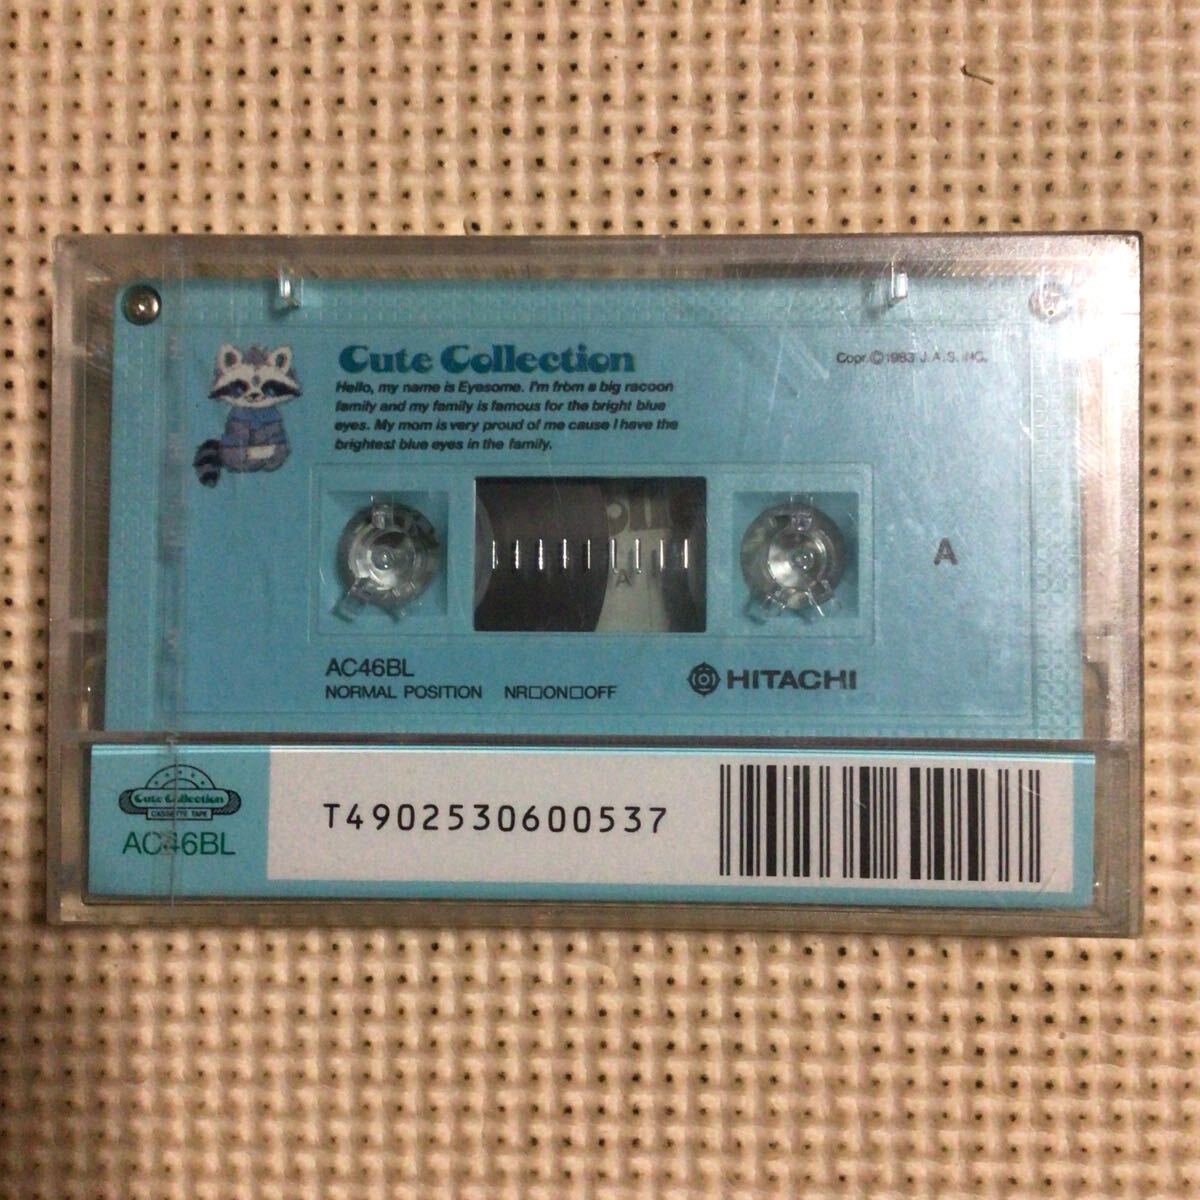 Cute Collection
Copr.©1983 J.A.S. INC.
Hello, my name is Eyesome. I'm from a big racoon
family and my family is famous for the bright blue
eyes. My mom is very proud of me cause I have the
brightest blue eyes in the family.
A
A
AC46BL
NORMAL POSITION NR□ON□OFF
HITACHI
Cute Collection
CASSETTE TAPE
AC46BL
T4902530600537